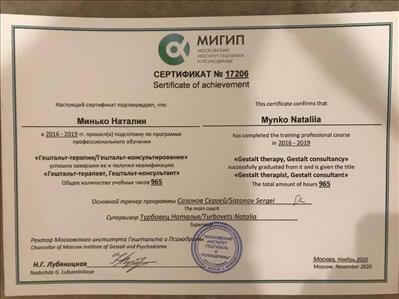 МИГИП
МОСКОВСКИЙ
ИНСТИТУТ ГЕШТАЛЬТА
И ПСИХОДРАМЫ
СЕРТИФИКАТ № 17206
Sertificate of achievement
Настоящий сертификат подтверждает, что
Минько Наталия
в 2016 - 2019 гг. прошел(а) подготовку по программе
профессионального обучения
«Гештальт-терапия/Гештальт-консультирование»
успешно завершил ее и получил квалификацию
«Гештальт-терапевт, Гештальт-консультант»
Общее количество учебных часов 965
This certificate confirms that
Mynko Nataliia
has completed the training professional course
in 2016 - 2019
«Gestalt therapy, Gestalt consultancy»
successfully graduated from it and is given the title
«Gestalt therapist, Gestalt consultant»
The total amount of hours 965
Основной тренер программы Сазонов Сергей/Sazonov Sergei
The main coach
Супервизор Турбовец Наталья/Turbovets Natalia
Ректор Московского института Гештальта и Психодрамы
Chancellor of Moscow institute of Gestalt and Psychodrama
Н.Г. Лубяницкая
Nadezhda G. Lubyanitskaya
МОСКОВСКИЙ
ИНСТИТУТ
ГЕШТАЛЬТА
И
ПСИХОДРАМЫ
Москва, Ноябрь 2020
Moscow, November 2020